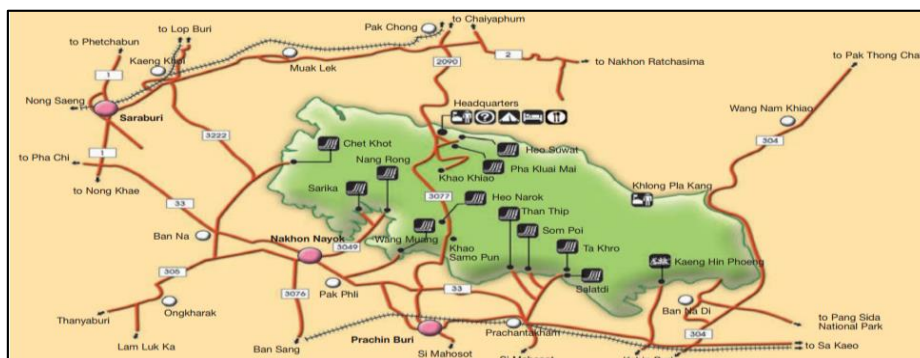 to Lop Buri
Pak Chong
to Chaiyaphum
to Phetchabun
Kaeng Khoi
2
to Pak Thong Cha
Muak Lek
2090
to Nakhon Ratchasima
1
Nong Saeng
Headquarters
Wang Nam Khiao
Saraburi
3222
Chet Khot
Heo Suwat
304
1
Nang Rong
Pha Kluai Mai
to Pha Chi
Khao Khiao
to Nong Khae
Sarika
3077
Heo Narok
Khlong Pla Kang
33
Than Thip
Ban Na
Som Poi
Nakhon Nayok
3049
Wang Muang
Khao
Samo Pun
Ta Khro
Kaeng Hin Phoeng
305
Salatdi
3076
Pak Phli
33
Ban Na Di
Thanyaburi
Ongkharak
Prachantakham
to Pang Sida
National Park
304
Lam Luk Ka
Ban Sang
Prachin Buri
to Sa Kaeo
Si Mahosot